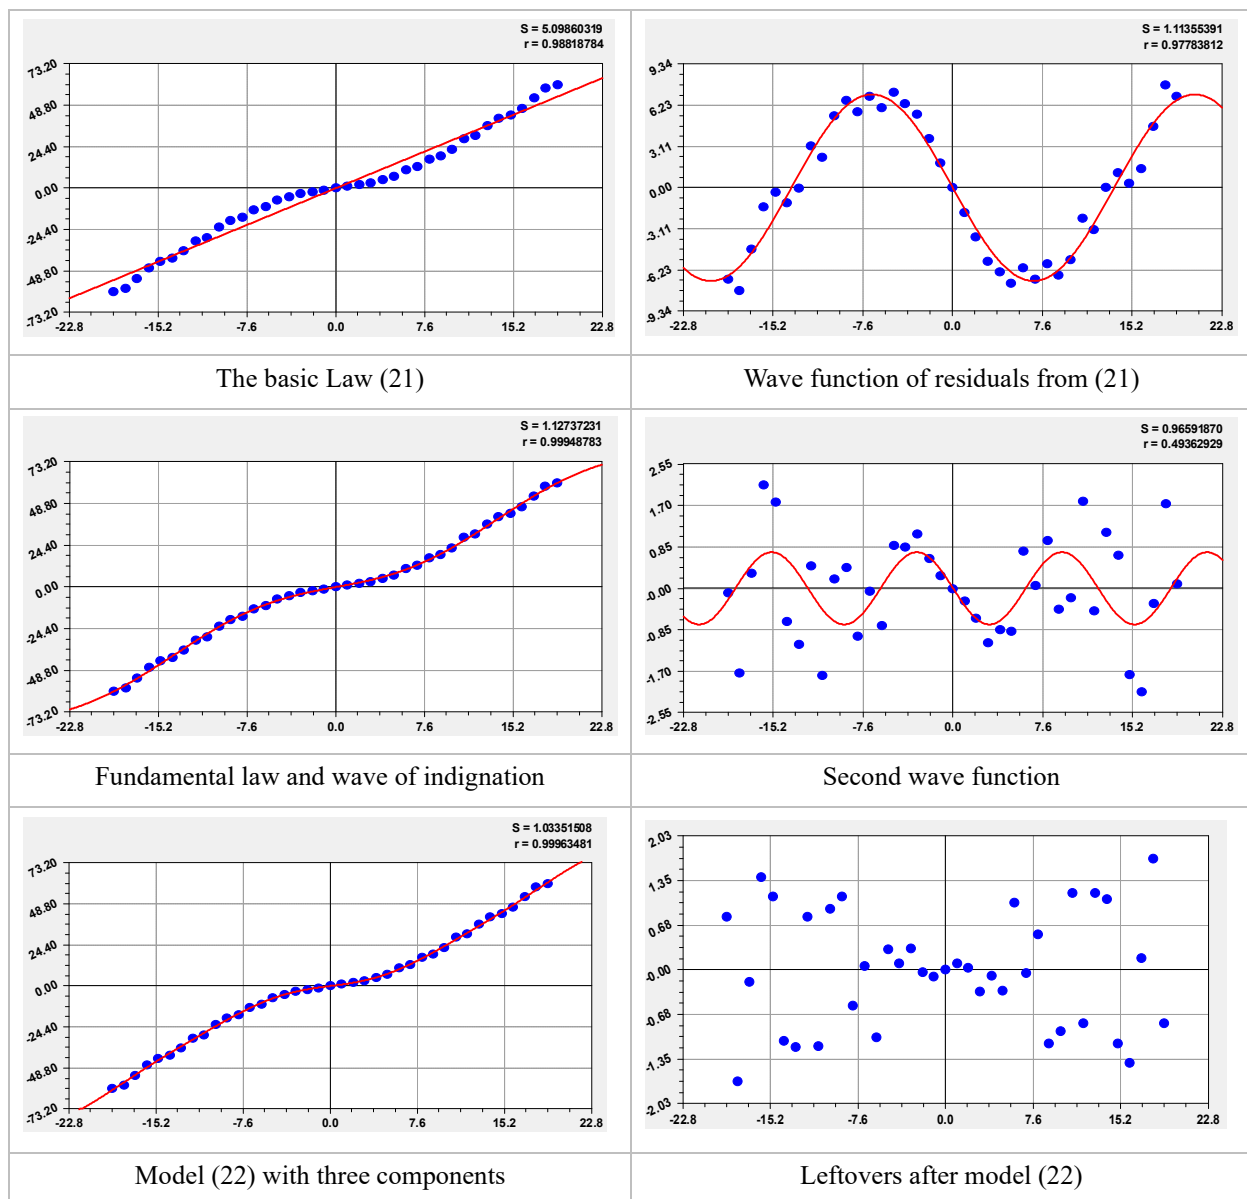 S = 5.09860319
r = 0.98818784
73.20
48.80
24.40
0.00
-24.40
-48.80
-73.20
-22.8 -15.2 -7.6 0.0 7.6 15.2 22.8
The basic Law (21)
S = 1.11355391
r = 0.97783812
9.34
6.23
3.11
0.00
-3.11
-6.23
-9.34
-22.8 -15.2 -7.6 0.0 7.6 15.2 22.8
Wave function of residuals from (21)
S = 1.12737231
r = 0.99948783
73.20
48.80
24.40
0.00
-24.40
-48.80
-73.20
-22.8 -15.2 -7.6 0.0 7.6 15.2 22.8
Fundamental law and wave of indignation
S = 0.96591870
r = 0.49362929
2.55
1.70
0.85
-0.00
-0.85
-1.70
-2.55
-22.8 -15.2 -7.6 0.0 7.6 15.2 22.8
Second wave function
S = 1.03351508
r = 0.99963481
73.20
48.80
24.40
0.00
-24.40
-48.80
-73.20
-22.8 -15.2 -7.6 0.0 7.6 15.2 22.8
Model (22) with three components
2.03
1.35
0.68
-0.00
-0.68
-1.35
-2.03
-22.8 -15.2 -7.6 0.0 7.6 15.2 22.8
Leftovers after model (22)